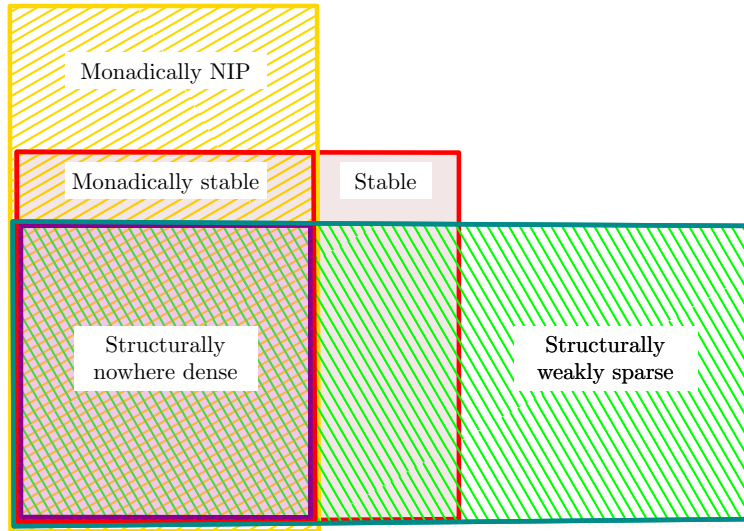 Monadically NIP
Monadically stable
Stable
Structurally
nowhere dense
Structurally
weakly sparse